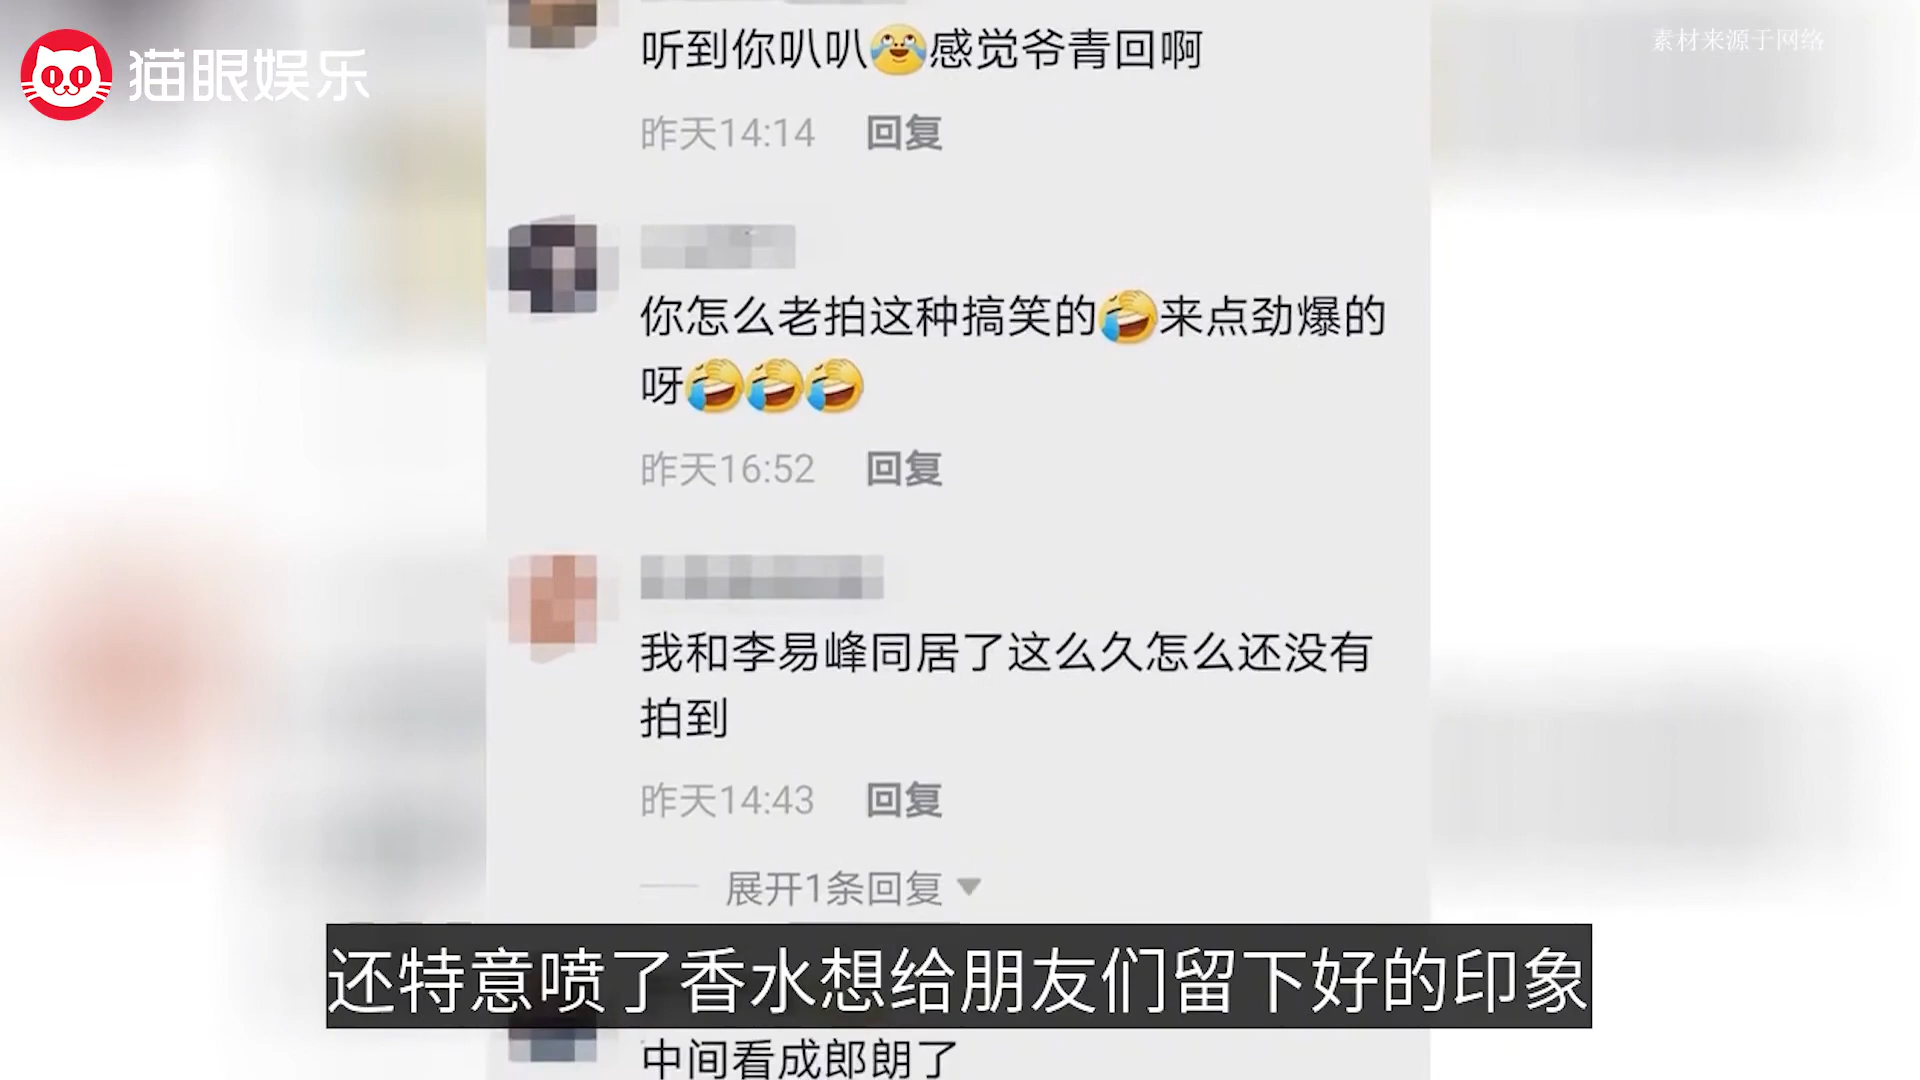 猫眼娱乐
素材来源于网络
听到你叭叭感觉爷青回啊
昨天14:14 回复
你怎么老拍这种搞笑的来点劲爆的
呀
昨天16:52 回复
我和李易峰同居了这么久怎么还没有
拍到
昨天14:43 回复
展开1条回复
还特意喷了香水想给朋友们留下好的印象
中间看成郎朗了